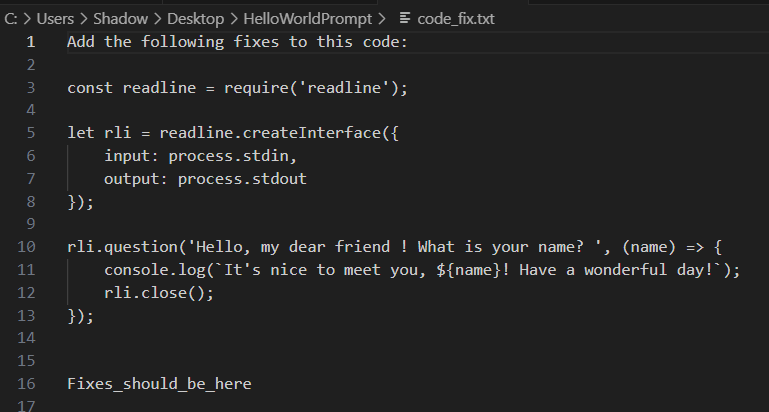 C: > Users > Shadow > Desktop > HelloWorldPrompt > code_fix.txt
1 Add the following fixes to this code:
2
3 const readline = require('readline');
4
5 let rli = readline.createInterface({
6     input: process.stdin,
7     output: process.stdout
8 });
9
10 rli.question('Hello, my dear friend ! What is your name? ', (name) => {
11     console.log(`It's nice to meet you, ${name}! Have a wonderful day!`);
12     rli.close();
13 });
14
15
16 Fixes_should_be_here
17